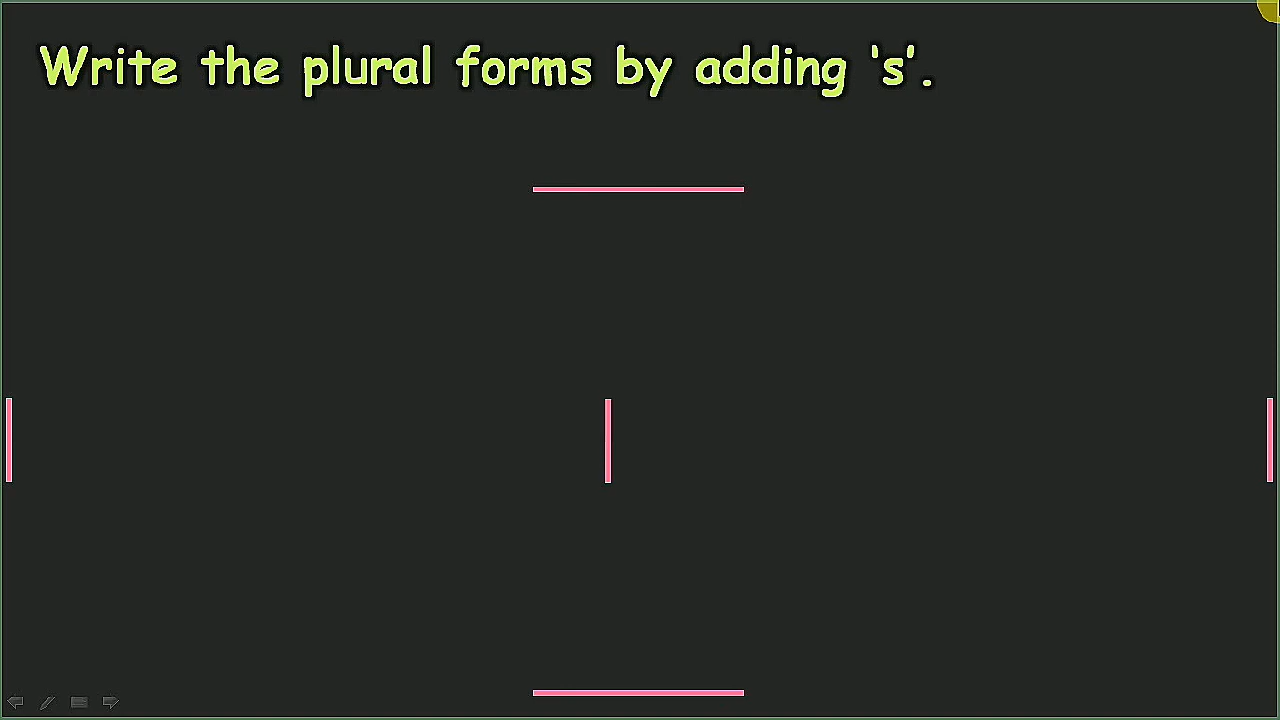 Write the plural forms by adding ‘s’.